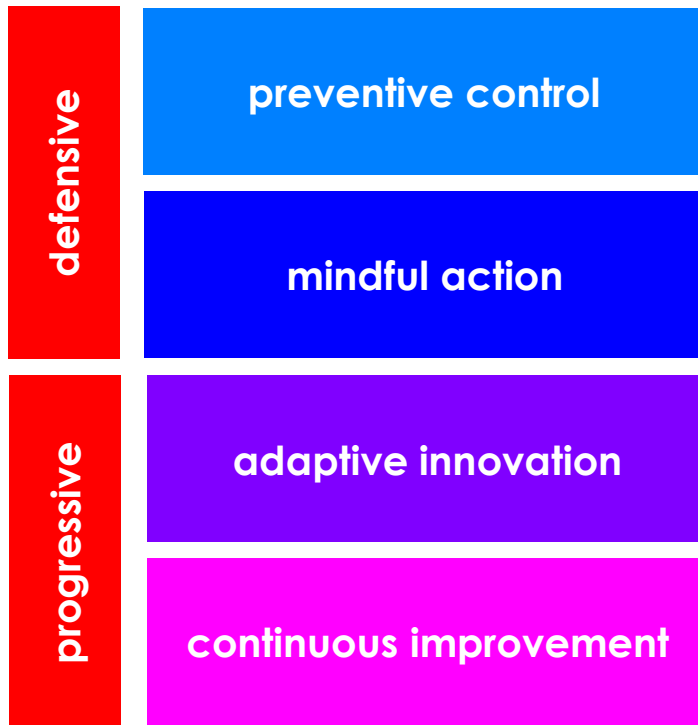 defensive
preventive control
mindful action
progressive
adaptive innovation
continuous improvement